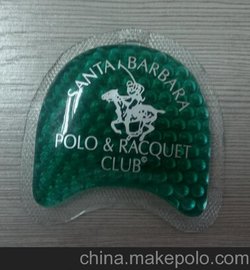 SANTA BARBARA
POLO & RACQUET
CLUB®
china.makepolo.com